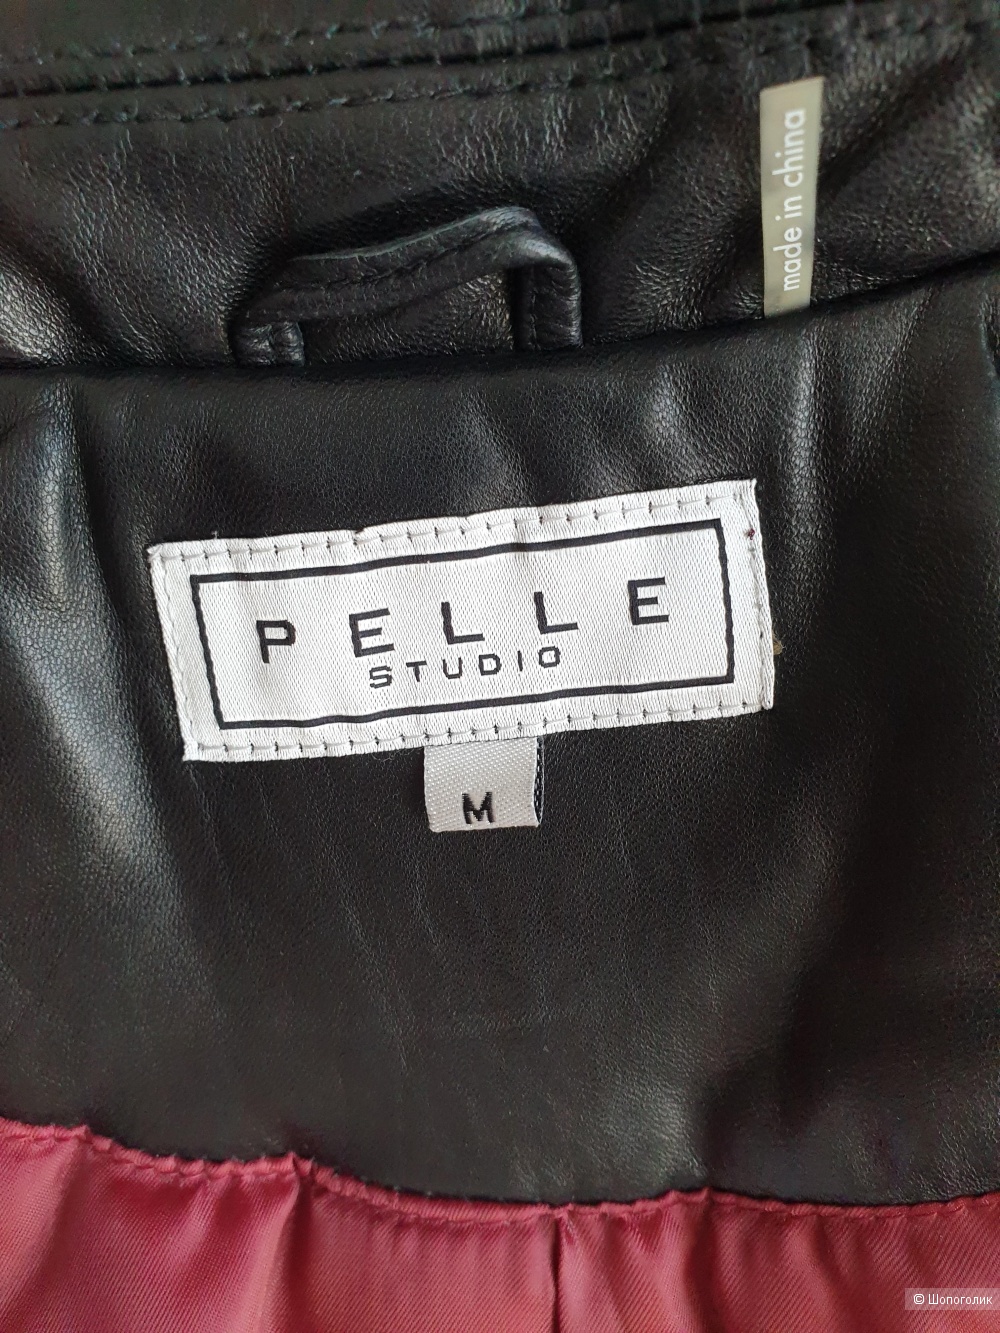 made in china
PELLE
STUDIO
M
© Шопоголик